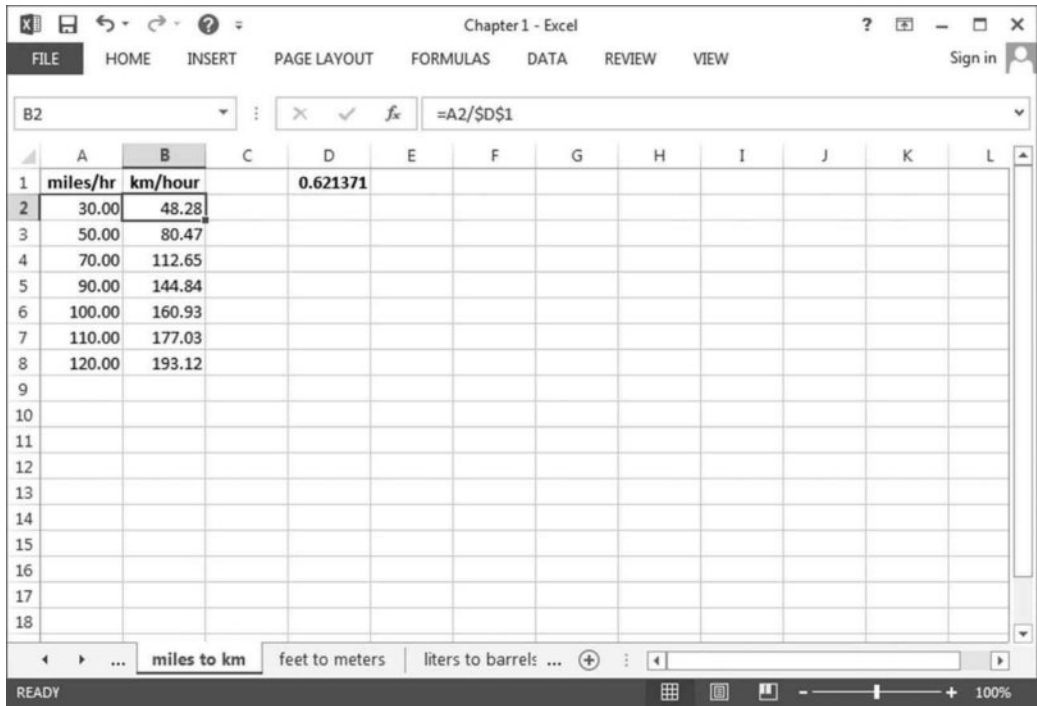 Chapter 1 - Excel
?
FILE HOME INSERT PAGE LAYOUT FORMULAS DATA REVIEW VIEW Sign in
B2 fx =A2/$D$1
A B C D E F G H I J K L
1 miles/hr km/hour 0.621371
2 30.00 48.28
3 50.00 80.47
4 70.00 112.65
5 90.00 144.84
6 100.00 160.93
7 110.00 177.03
8 120.00 193.12
9
10
11
12
13
14
15
16
17
18
... miles to km feet to meters liters to barrels ...
READY 100%